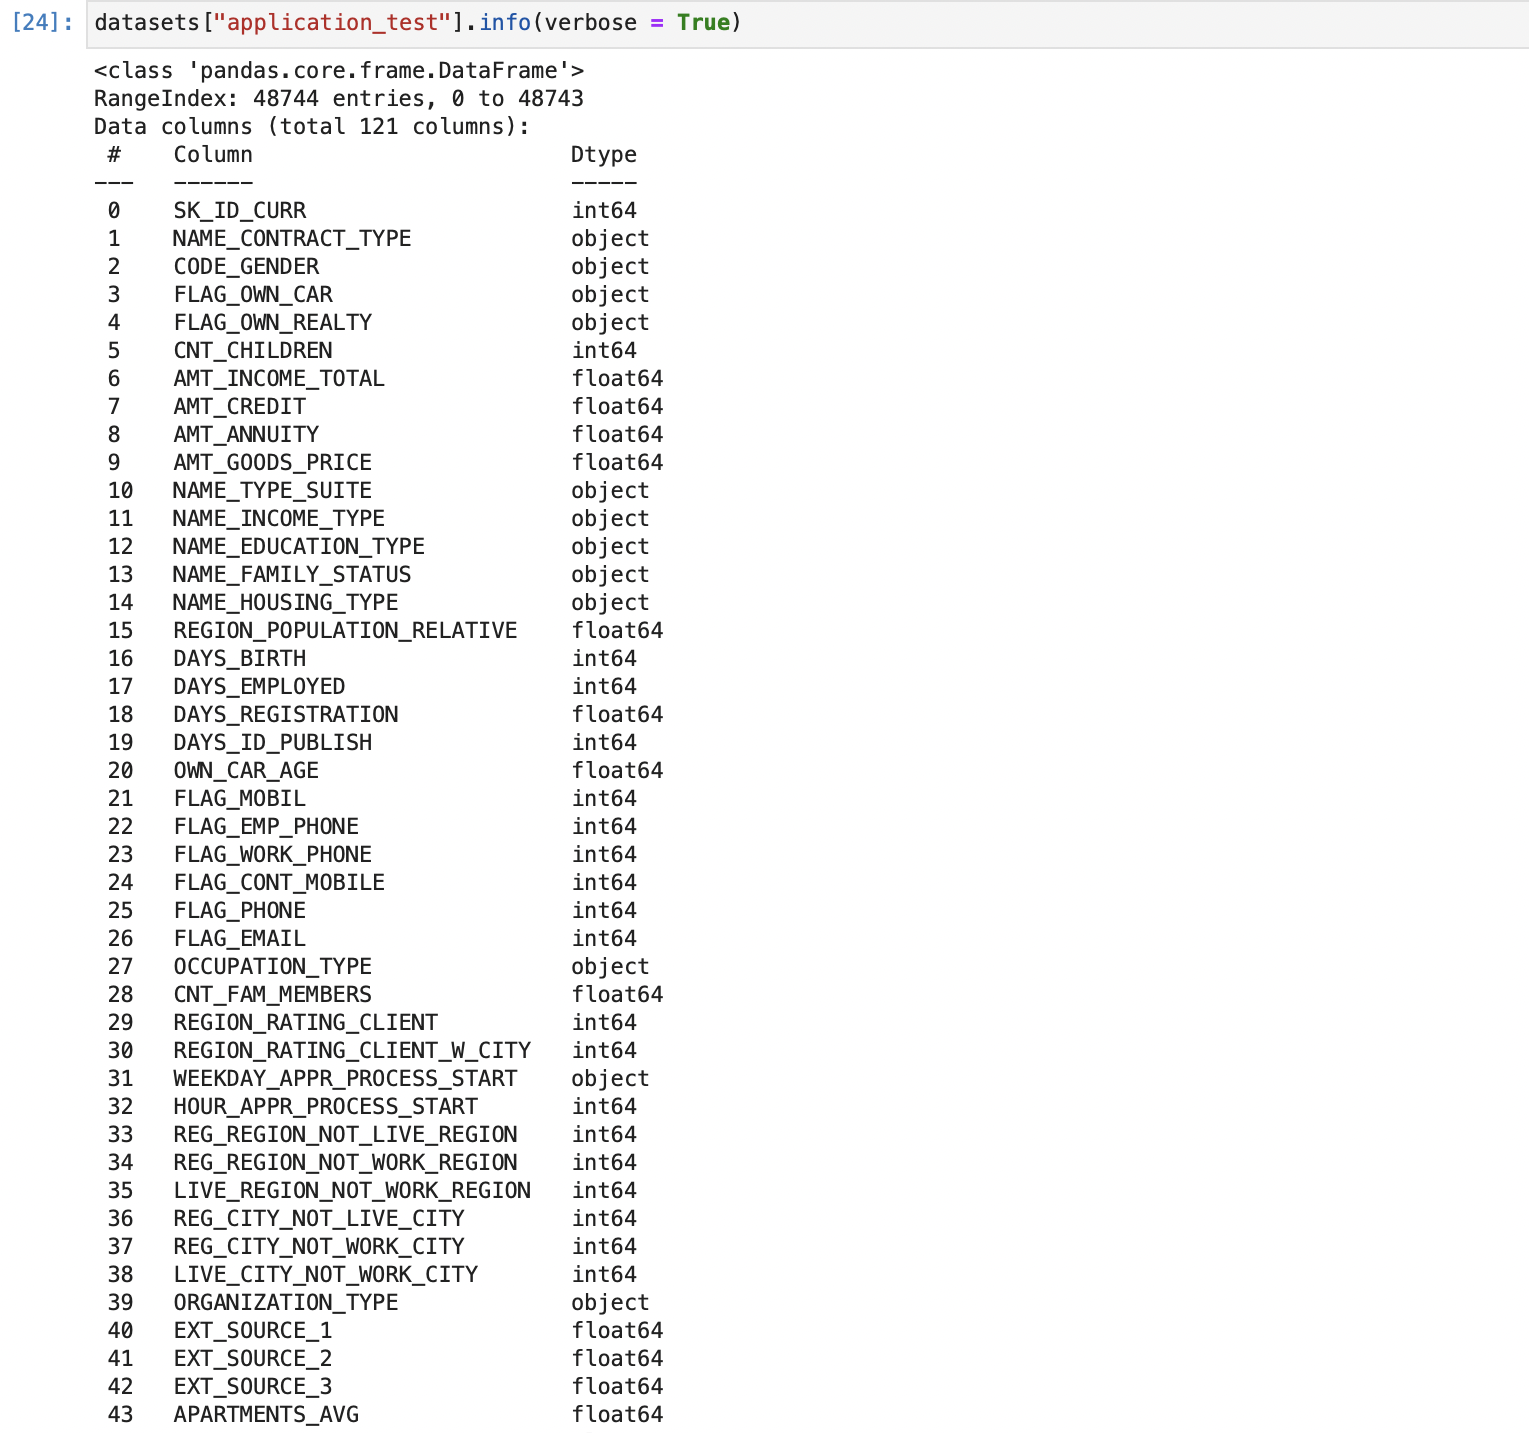 [24]: datasets["application_test"].info(verbose = True)
<class 'pandas.core.frame.DataFrame'>
RangeIndex: 48744 entries, 0 to 48743
Data columns (total 121 columns):
 #   Column                        Dtype
---  ------                        -----
 0   SK_ID_CURR                    int64
 1   NAME_CONTRACT_TYPE            object
 2   CODE_GENDER                   object
 3   FLAG_OWN_CAR                  object
 4   FLAG_OWN_REALTY               object
 5   CNT_CHILDREN                  int64
 6   AMT_INCOME_TOTAL              float64
 7   AMT_CREDIT                    float64
 8   AMT_ANNUITY                   float64
 9   AMT_GOODS_PRICE               float64
 10  NAME_TYPE_SUITE               object
 11  NAME_INCOME_TYPE              object
 12  NAME_EDUCATION_TYPE           object
 13  NAME_FAMILY_STATUS            object
 14  NAME_HOUSING_TYPE             object
 15  REGION_POPULATION_RELATIVE    float64
 16  DAYS_BIRTH                    int64
 17  DAYS_EMPLOYED                 int64
 18  DAYS_REGISTRATION             float64
 19  DAYS_ID_PUBLISH               int64
 20  OWN_CAR_AGE                   float64
 21  FLAG_MOBIL                    int64
 22  FLAG_EMP_PHONE                int64
 23  FLAG_WORK_PHONE               int64
 24  FLAG_CONT_MOBILE              int64
 25  FLAG_PHONE                    int64
 26  FLAG_EMAIL                    int64
 27  OCCUPATION_TYPE               object
 28  CNT_FAM_MEMBERS               float64
 29  REGION_RATING_CLIENT          int64
 30  REGION_RATING_CLIENT_W_CITY   int64
 31  WEEKDAY_APPR_PROCESS_START    object
 32  HOUR_APPR_PROCESS_START       int64
 33  REG_REGION_NOT_LIVE_REGION    int64
 34  REG_REGION_NOT_WORK_REGION    int64
 35  LIVE_REGION_NOT_WORK_REGION   int64
 36  REG_CITY_NOT_LIVE_CITY        int64
 37  REG_CITY_NOT_WORK_CITY        int64
 38  LIVE_CITY_NOT_WORK_CITY       int64
 39  ORGANIZATION_TYPE             object
 40  EXT_SOURCE_1                  float64
 41  EXT_SOURCE_2                  float64
 42  EXT_SOURCE_3                  float64
 43  APARTMENTS_AVG                float64